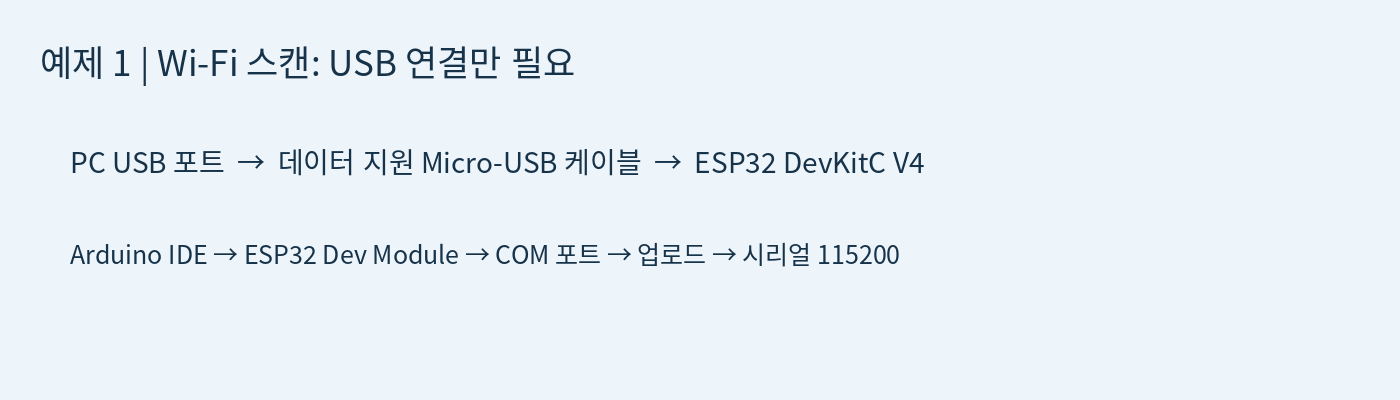 예제 1 | Wi-Fi 스캔: USB 연결만 필요
PC USB 포트 → 데이터 지원 Micro-USB 케이블 → ESP32 DevKitC V4
Arduino IDE → ESP32 Dev Module → COM 포트 → 업로드 → 시리얼 115200